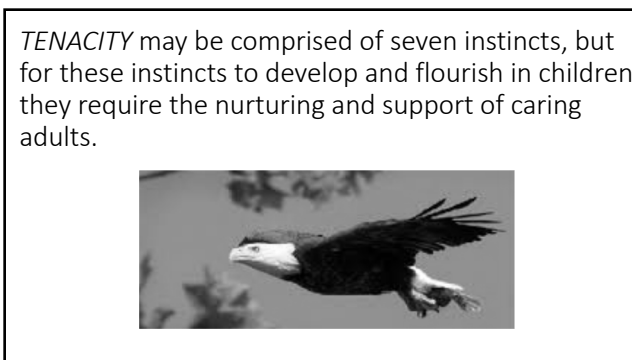 TENACITY may be comprised of seven instincts, but
for these instincts to develop and flourish in children
they require the nurturing and support of caring
adults.